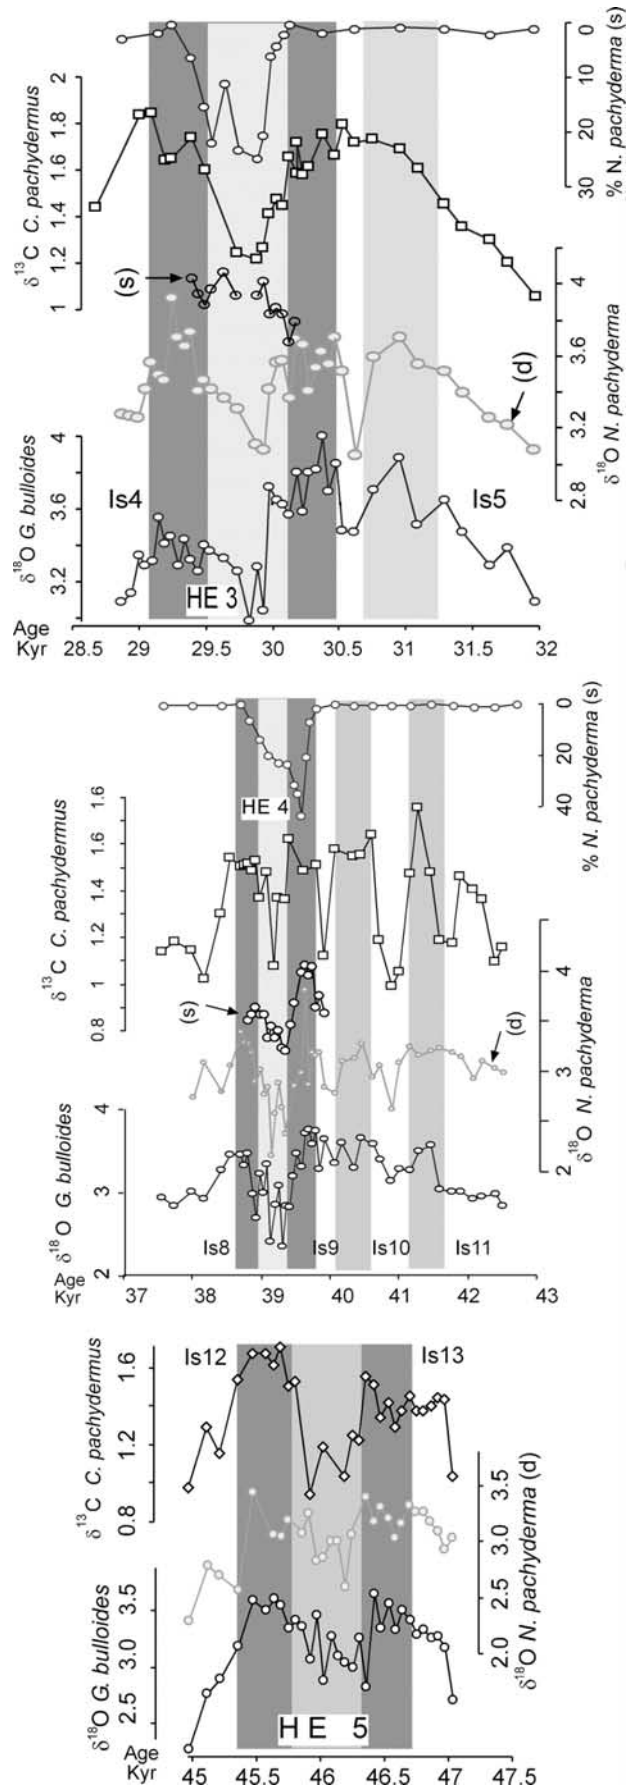 0
10
20
30
% N. pachyderma (s)
2
1.8
1.6
1.4
1.2
1
δ13C C. pachydermus
(s)
4
3.6
3.2
2.8
δ18O N. pachyderma
(d)
4
3.6
3.2
δ18O G. bulloides
Is4
Is5
HE 3
Age
Kyr
28.5 29 29.5 30 30.5 31 31.5 32
0
20
40
% N. pachyderma (s)
HE 4
1.6
1.4
1.2
1
0.8
δ13C C. pachydermus
(s)
4
3
2
δ18O N. pachyderma
(d)
4
3
2
δ18O G. bulloides
Is8 Is9 Is10 Is11
Age
Kyr
37 38 39 40 41 42 43
Is12
Is13
1.6
1.2
0.8
δ13C C. pachydermus
3.5
3.0
2.5
2.0
δ18O N. pachyderma (d)
3.5
3.0
2.5
δ18O G. bulloides
HE 5
Age
Kyr
45 45.5 46 46.5 47 47.5